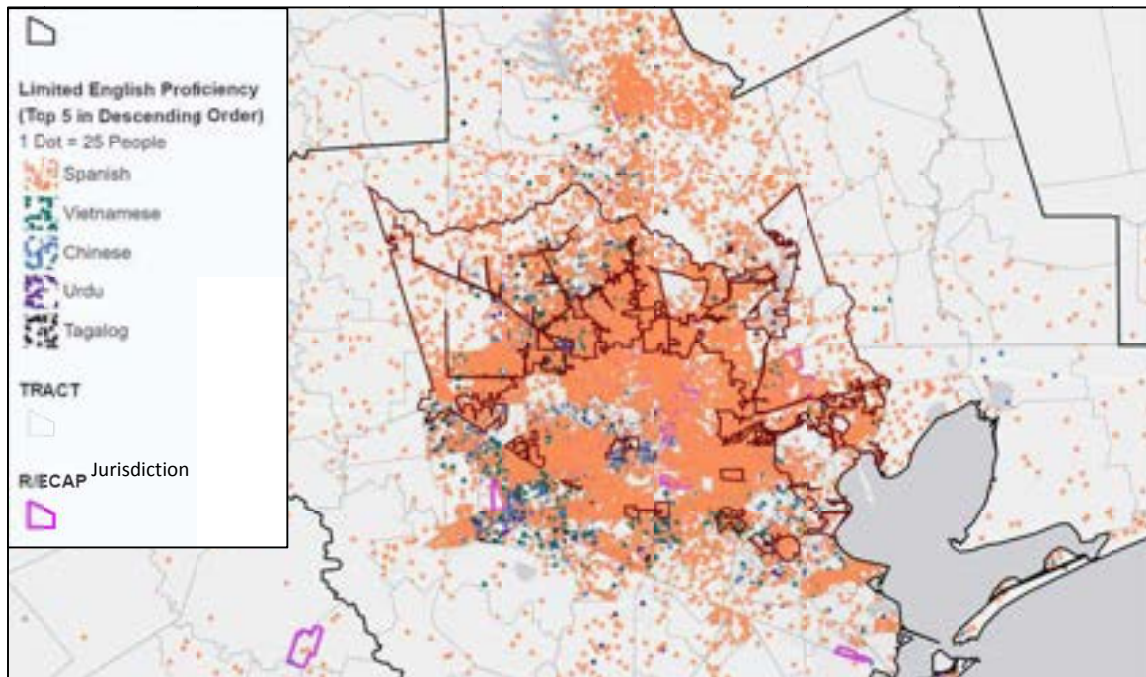 Limited English Proficiency
(Top 5 in Descending Order)
1 Dot = 25 People
Spanish
Vietnamese
Chinese
Urdu
Tagalog
TRACT
R/ECAP Jurisdiction